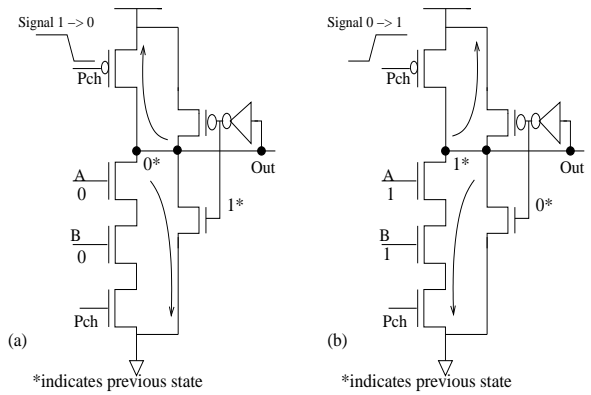 Signal 1 -> 0
Pch
0*
Out
A
0
1*
B
0
Pch
(a)
*indicates previous state
Signal 0 -> 1
Pch
1*
Out
A
1
0*
B
1
Pch
(b)
*indicates previous state